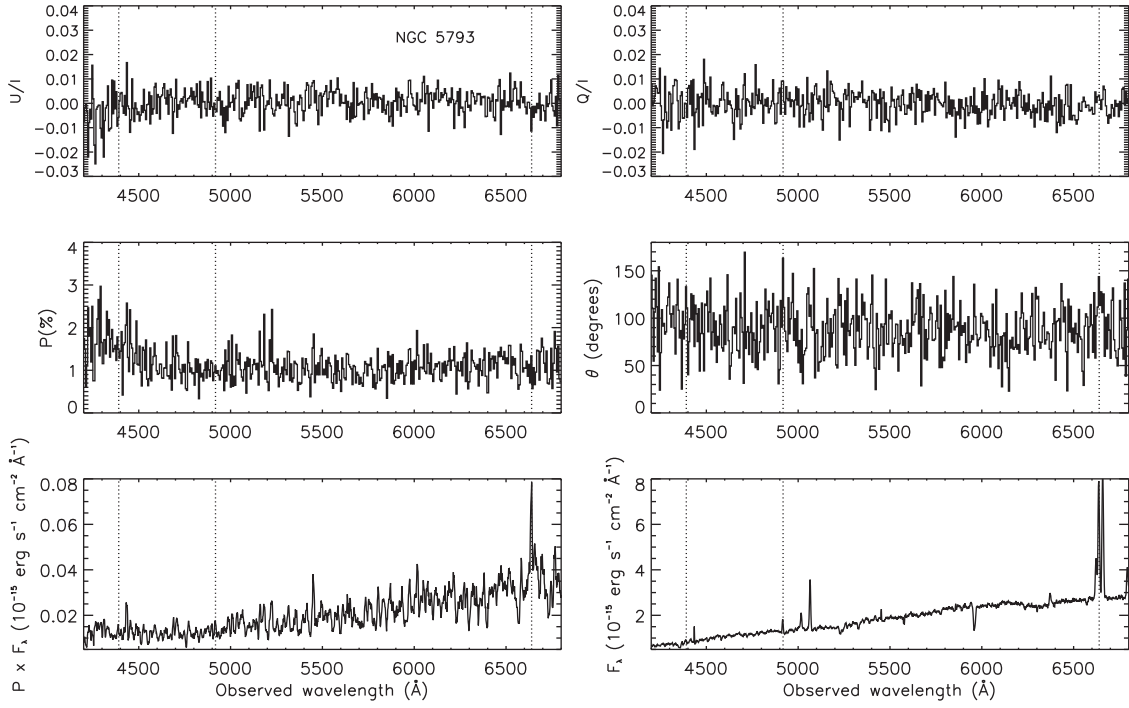 U/I
0.04
0.03
0.02
0.01
0.00
−0.01
−0.02
−0.03
NGC 5793
4500 5000 5500 6000 6500
Q/I
0.04
0.03
0.02
0.01
0.00
−0.01
−0.02
−0.03
4500 5000 5500 6000 6500
P(%)
4
3
2
1
0
4500 5000 5500 6000 6500
θ (degrees)
150
100
50
0
4500 5000 5500 6000 6500
P x Fλ (10⁻¹⁵ erg s⁻¹ cm⁻² Å⁻¹)
0.08
0.06
0.04
0.02
4500 5000 5500 6000 6500
Observed wavelength (Å)
Fλ (10⁻¹⁵ erg s⁻¹ cm⁻² Å⁻¹)
8
6
4
2
0
4500 5000 5500 6000 6500
Observed wavelength (Å)